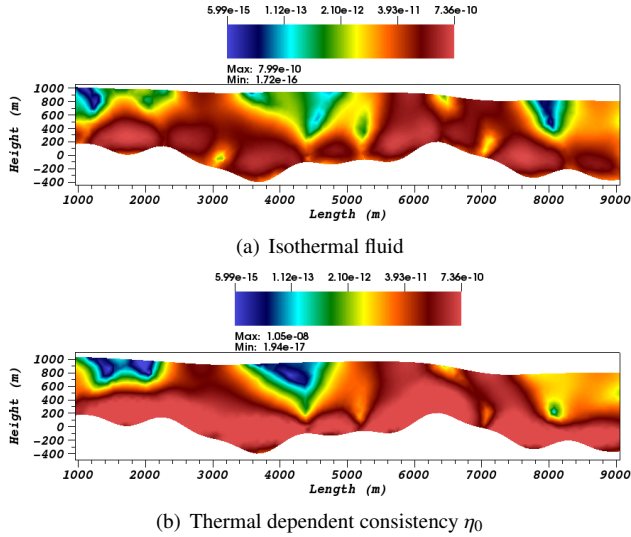 5.99e-15 1.12e-13 2.10e-12 3.93e-11 7.36e-10
Max: 7.99e-10
Min: 1.72e-16
Height (m)
1000
800
600
400
200
0
-200
-400
1000 2000 3000 4000 5000 6000 7000 8000 9000
Length (m)
(a) Isothermal fluid
5.99e-15 1.12e-13 2.10e-12 3.93e-11 7.36e-10
Max: 1.05e-08
Min: 1.94e-17
Height (m)
1000
800
600
400
200
0
-200
-400
1000 2000 3000 4000 5000 6000 7000 8000 9000
Length (m)
(b) Thermal dependent consistency η0